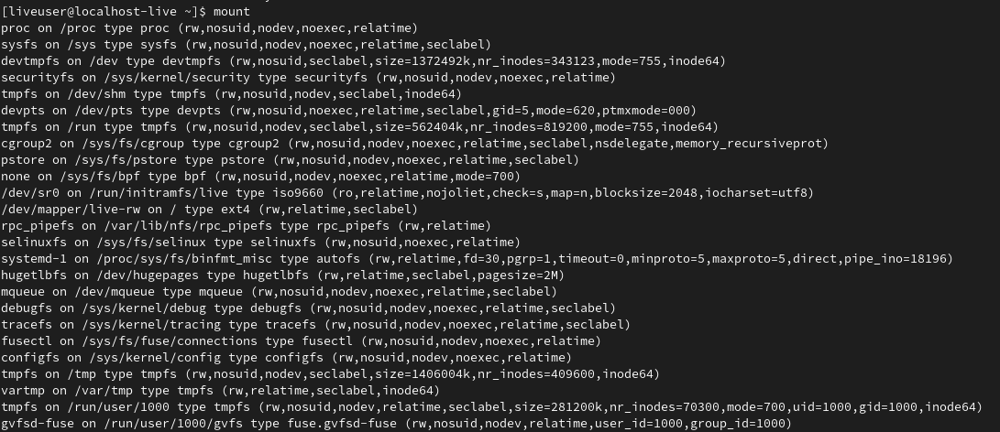 [liveuser@localhost-live ~]$ mount
proc on /proc type proc (rw,nosuid,nodev,noexec,relatime)
sysfs on /sys type sysfs (rw,nosuid,nodev,noexec,relatime,seclabel)
devtmpfs on /dev type devtmpfs (rw,nosuid,seclabel,size=1372492k,nr_inodes=343123,mode=755,inode64)
securityfs on /sys/kernel/security type securityfs (rw,nosuid,nodev,noexec,relatime)
tmpfs on /dev/shm type tmpfs (rw,nosuid,nodev,seclabel,inode64)
devpts on /dev/pts type devpts (rw,nosuid,noexec,relatime,seclabel,gid=5,mode=620,ptmxmode=000)
tmpfs on /run type tmpfs (rw,nosuid,nodev,seclabel,size=562404k,nr_inodes=819200,mode=755,inode64)
cgroup2 on /sys/fs/cgroup type cgroup2 (rw,nosuid,nodev,noexec,relatime,seclabel,nsdelegate,memory_recursiveprot)
pstore on /sys/fs/pstore type pstore (rw,nosuid,nodev,noexec,relatime,seclabel)
none on /sys/fs/bpf type bpf (rw,nosuid,nodev,noexec,relatime,mode=700)
/dev/sr0 on /run/initramfs/live type iso9660 (ro,relatime,nojoliet,check=s,map=n,blocksize=2048,iocharset=utf8)
/dev/mapper/live-rw on / type ext4 (rw,relatime,seclabel)
rpc_pipefs on /var/lib/nfs/rpc_pipefs type rpc_pipefs (rw,relatime)
selinuxfs on /sys/fs/selinux type selinuxfs (rw,nosuid,noexec,relatime)
systemd-1 on /proc/sys/fs/binfmt_misc type autofs (rw,relatime,fd=30,pgrp=1,timeout=0,minproto=5,maxproto=5,direct,pipe_ino=18196)
hugetlbfs on /dev/hugepages type hugetlbfs (rw,relatime,seclabel,pagesize=2M)
mqueue on /dev/mqueue type mqueue (rw,nosuid,nodev,noexec,relatime,seclabel)
debugfs on /sys/kernel/debug type debugfs (rw,nosuid,nodev,noexec,relatime,seclabel)
tracefs on /sys/kernel/tracing type tracefs (rw,nosuid,nodev,noexec,relatime,seclabel)
fusectl on /sys/fs/fuse/connections type fusectl (rw,nosuid,nodev,noexec,relatime)
configfs on /sys/kernel/config type configfs (rw,nosuid,nodev,noexec,relatime)
tmpfs on /tmp type tmpfs (rw,nosuid,nodev,seclabel,size=1406004k,nr_inodes=409600,inode64)
vartmp on /var/tmp type tmpfs (rw,relatime,seclabel,inode64)
tmpfs on /run/user/1000 type tmpfs (rw,nosuid,nodev,relatime,seclabel,size=281200k,nr_inodes=70300,mode=700,uid=1000,gid=1000,inode64)
gvfsd-fuse on /run/user/1000/gvfs type fuse.gvfsd-fuse (rw,nosuid,nodev,relatime,user_id=1000,group_id=1000)